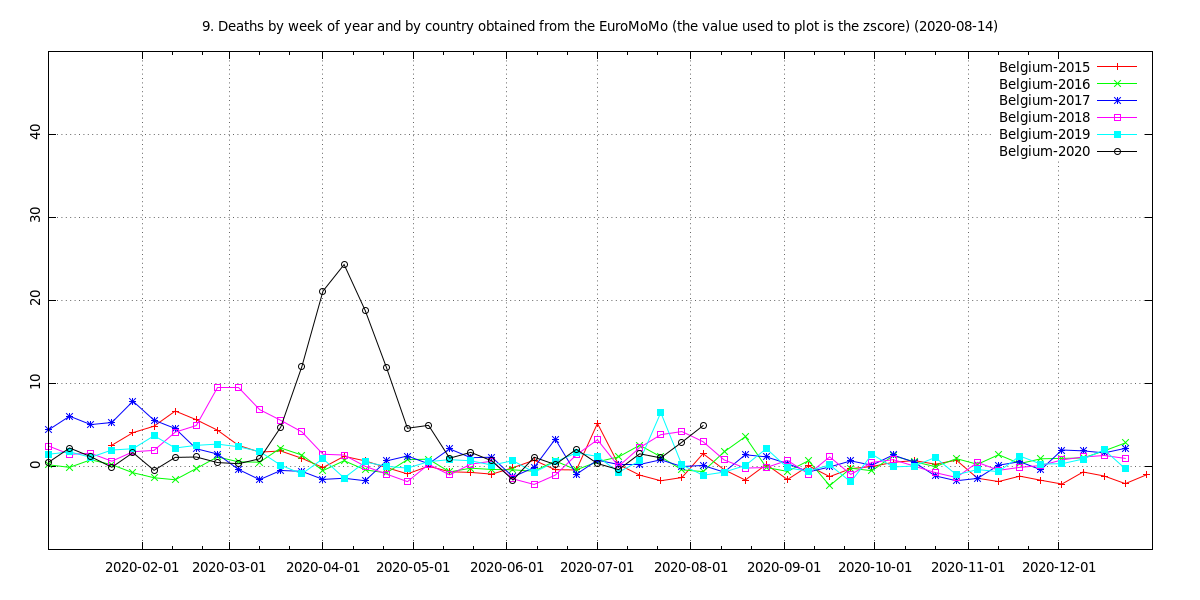 9. Deaths by week of year and by country obtained from the EuroMoMo (the value used to plot is the zscore) (2020-08-14)
Belgium-2015
Belgium-2016
Belgium-2017
Belgium-2018
Belgium-2019
Belgium-2020
40
30
20
10
0
2020-02-01 2020-03-01 2020-04-01 2020-05-01 2020-06-01 2020-07-01 2020-08-01 2020-09-01 2020-10-01 2020-11-01 2020-12-01